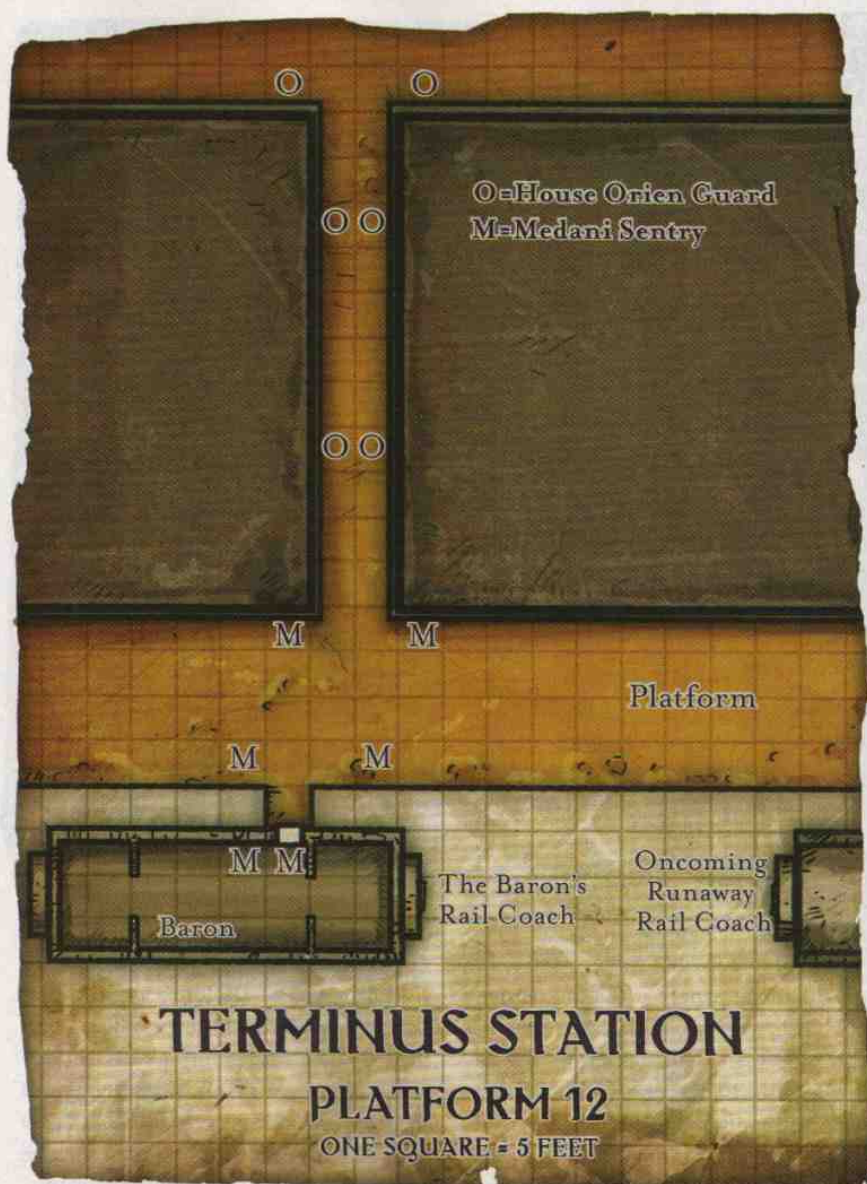 O O
O=House Orien Guard
O O
M=Medani Sentry
O O
M M
Platform
M M
M M
The Baron's
Rail Coach
Oncoming
Runaway
Rail Coach
Baron
TERMINUS STATION
PLATFORM 12
ONE SQUARE = 5 FEET